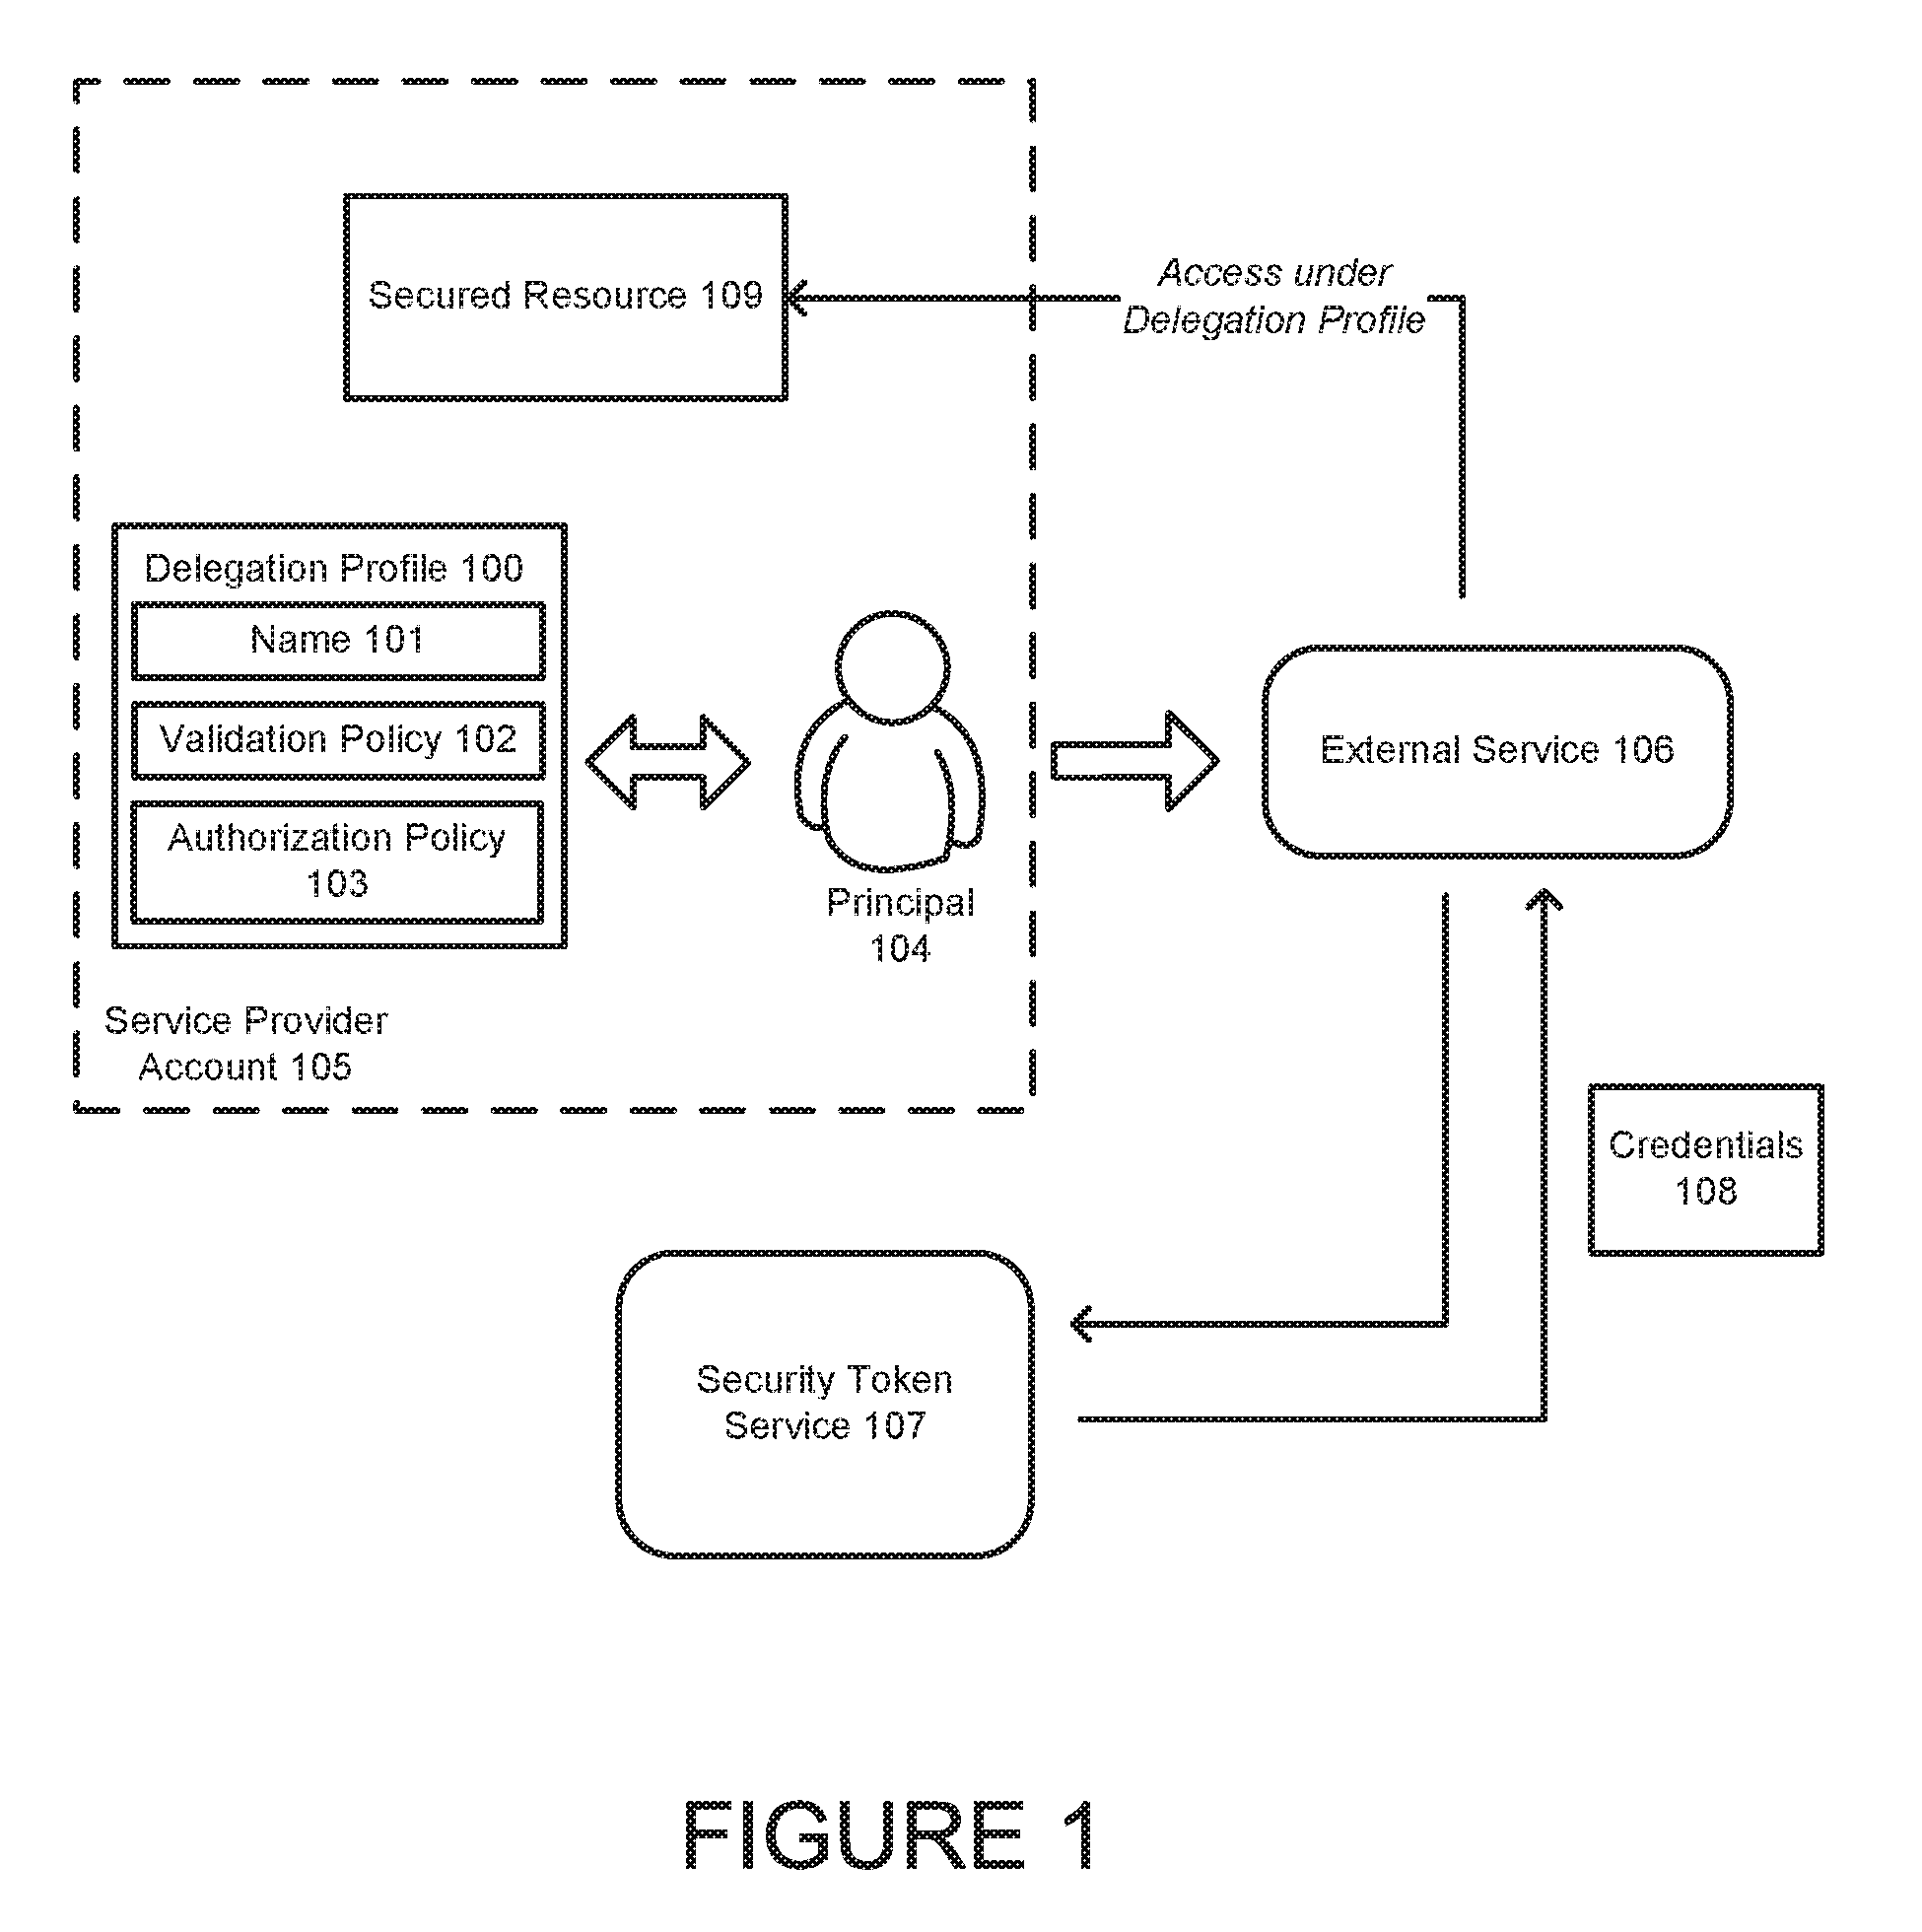 Secured Resource 109
Access under
Delegation Profile
Delegation Profile 100
Name 101
Validation Policy 102
Authorization Policy
103
Principal
104
External Service 106
Service Provider
Account 105
Credentials
108
Security Token
Service 107
FIGURE 1